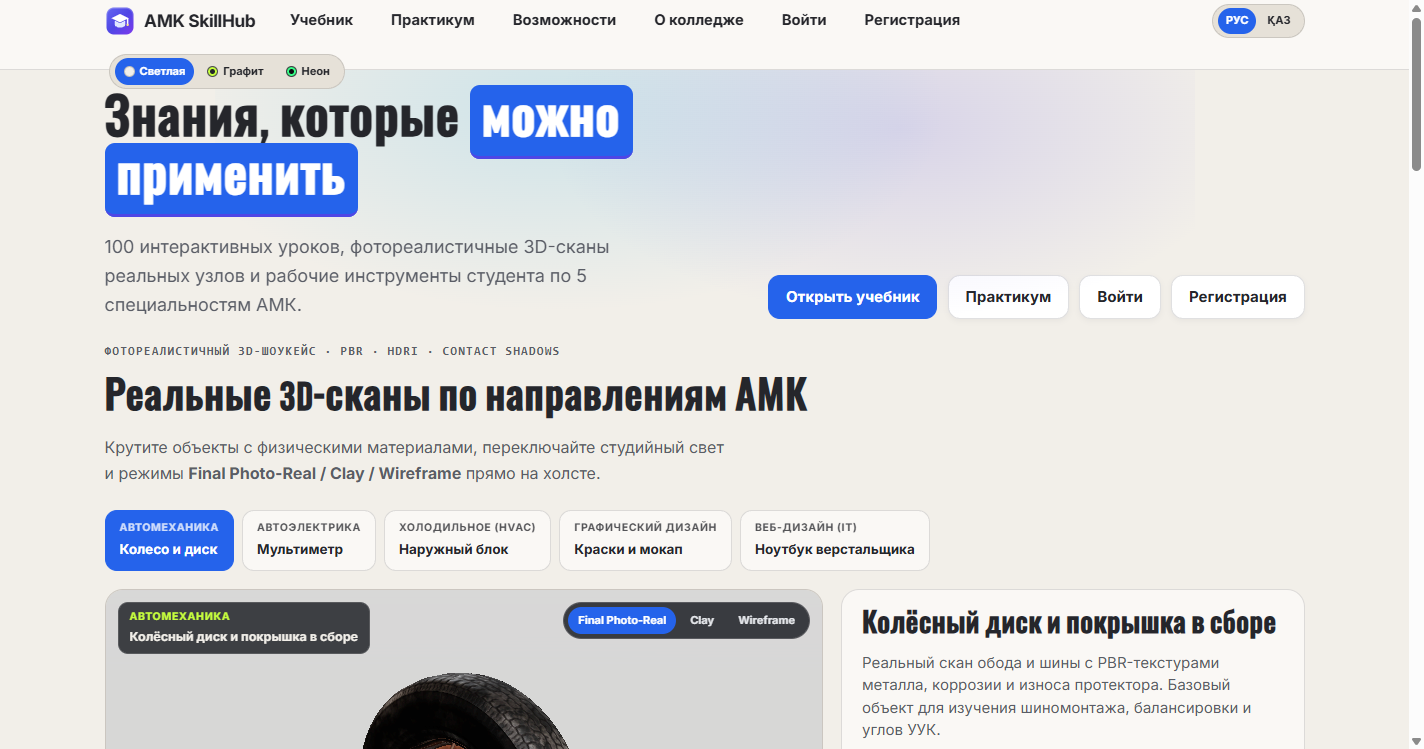 AMK SkillHub Учебник Практикум Возможности О колледже Войти Регистрация РУС ҚАЗ
Светлая Графит Неон
Знания, которые можно
применить
100 интерактивных уроков, фотореалистичные 3D-сканы
реальных узлов и рабочие инструменты студента по 5
специальностям АМК.
Открыть учебник Практикум Войти Регистрация
ФОТОРЕАЛИСТИЧНЫЙ 3D-ШОУКЕЙС · PBR · HDRI · CONTACT SHADOWS
Реальные 3D-сканы по направлениям АМК
Крутите объекты с физическими материалами, переключайте студийный свет
и режимы Final Photo-Real / Clay / Wireframe прямо на холсте.
АВТОМЕХАНИКА АВТОЭЛЕКТРИКА ХОЛОДИЛЬНОЕ (HVAC) ГРАФИЧЕСКИЙ ДИЗАЙН ВЕБ-ДИЗАЙН (IT)
Колесо и диск Мультиметр Наружный блок Краски и мокап Ноутбук верстальщика
АВТОМЕХАНИКА
Колёсный диск и покрышка в сборе
Final Photo-Real Clay Wireframe
Колёсный диск и покрышка в сборе
Реальный скан обода и шины с PBR-текстурами
металла, коррозии и износа протектора. Базовый
объект для изучения шиномонтажа, балансировки и
углов УУК.